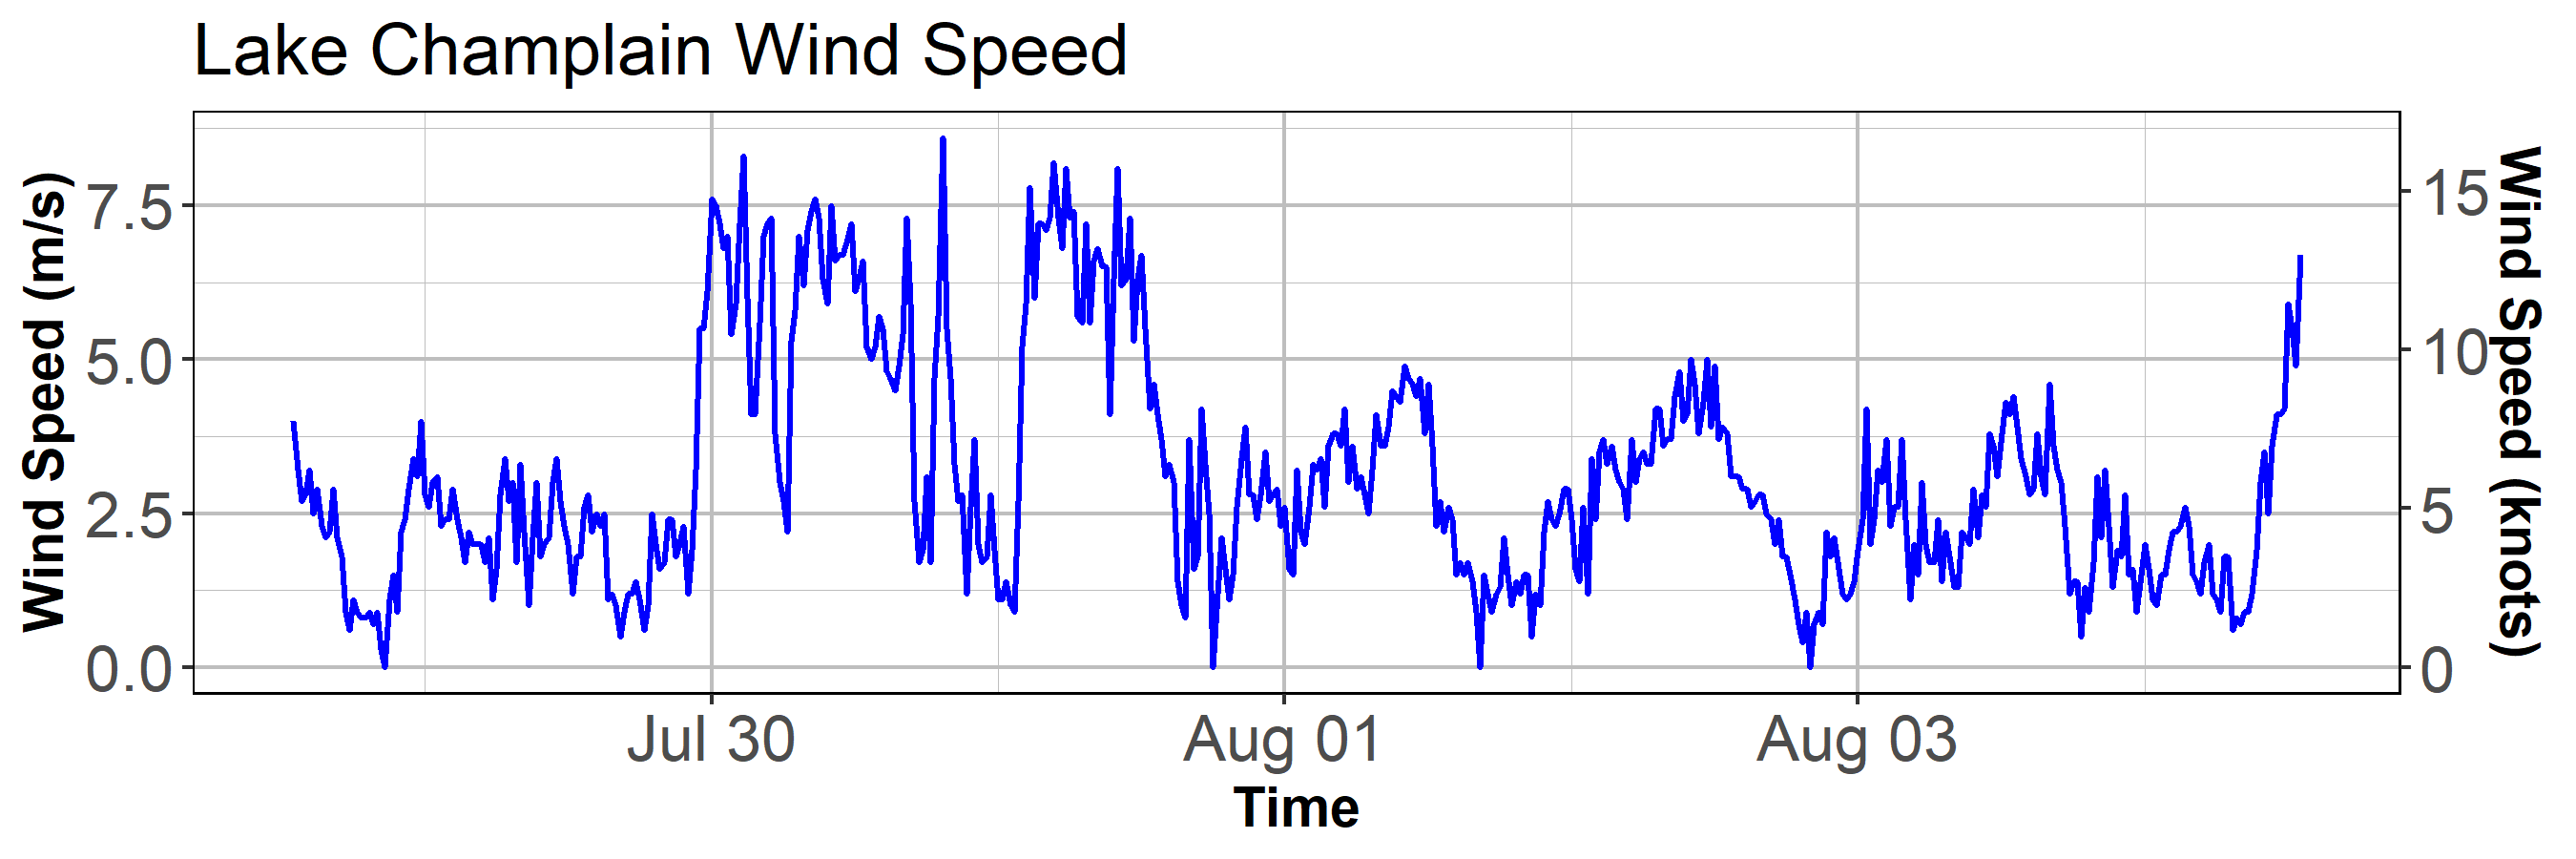 Lake Champlain Wind Speed
Wind Speed (m/s)
7.5
5.0
2.5
0.0
15
10
5
0
Wind Speed (knots)
Jul 30
Aug 01
Aug 03
Time